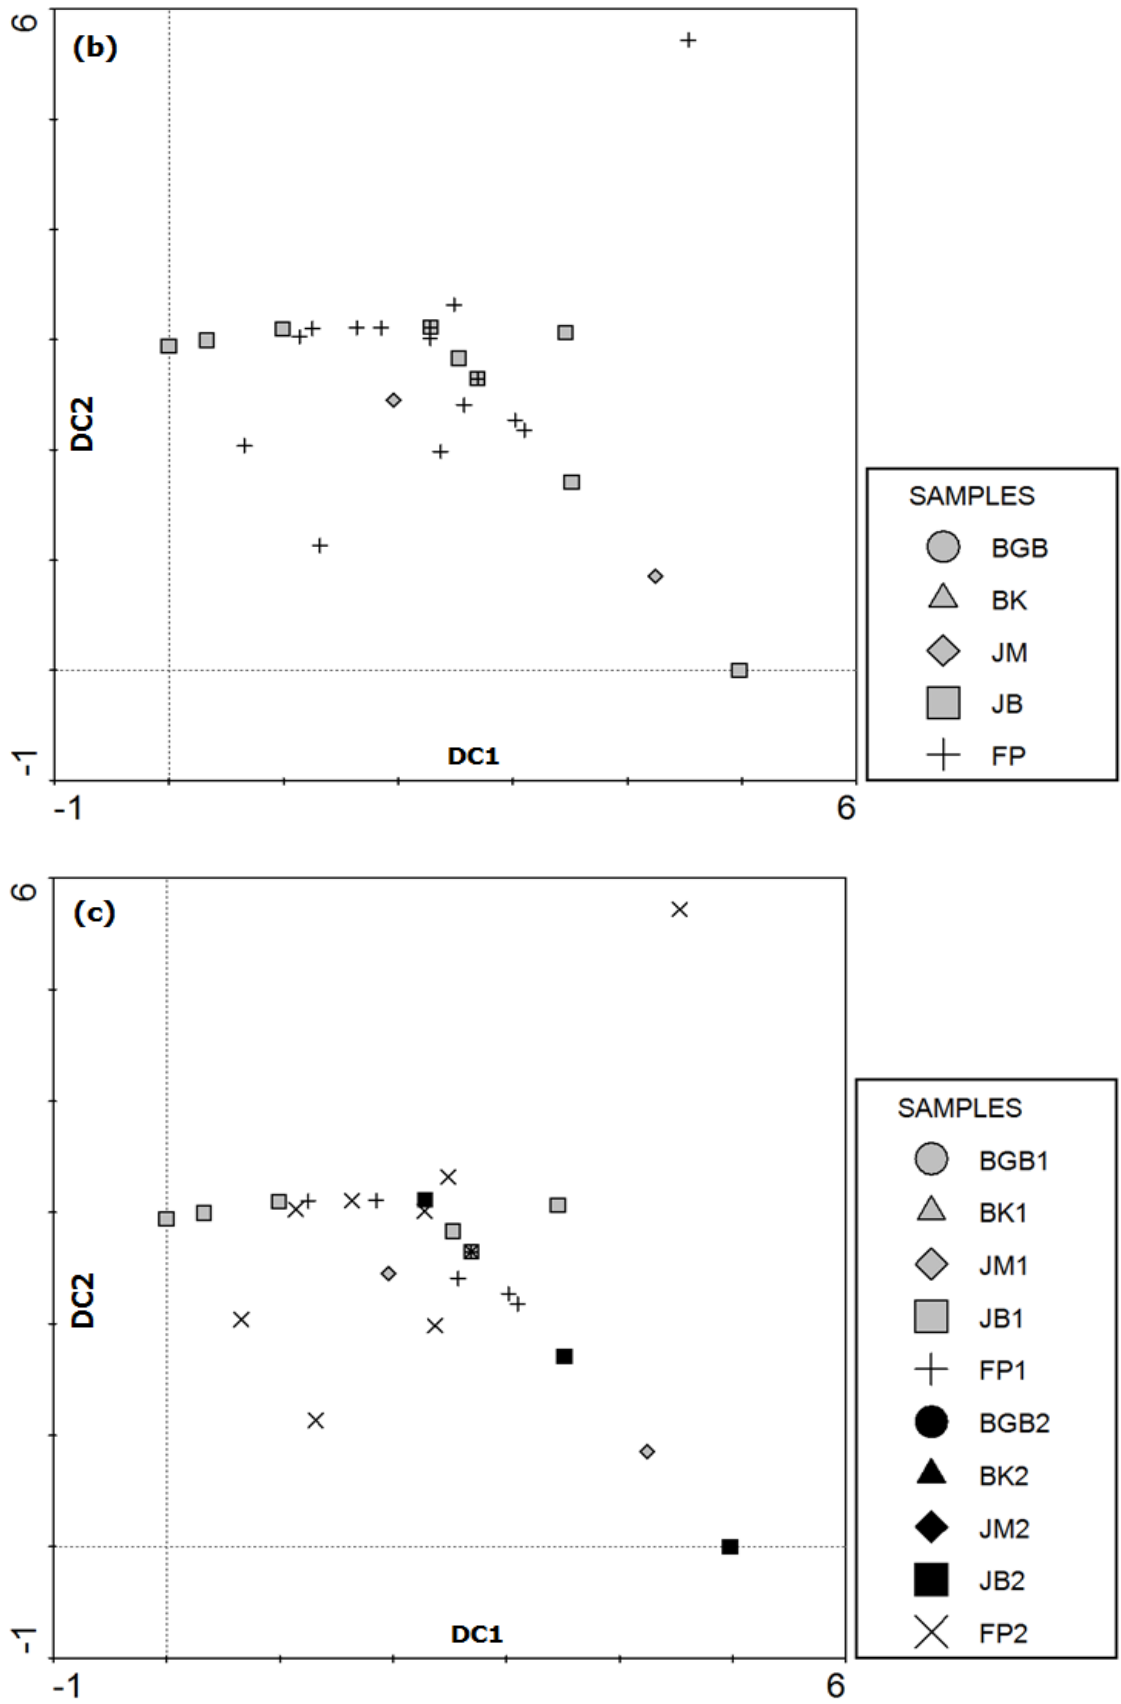 6
(b)
DC2
DC1
-1
-1
6
SAMPLES
BGB
BK
JM
JB
FP
6
(c)
DC2
DC1
-1
-1
6
SAMPLES
BGB1
BK1
JM1
JB1
FP1
BGB2
BK2
JM2
JB2
FP2